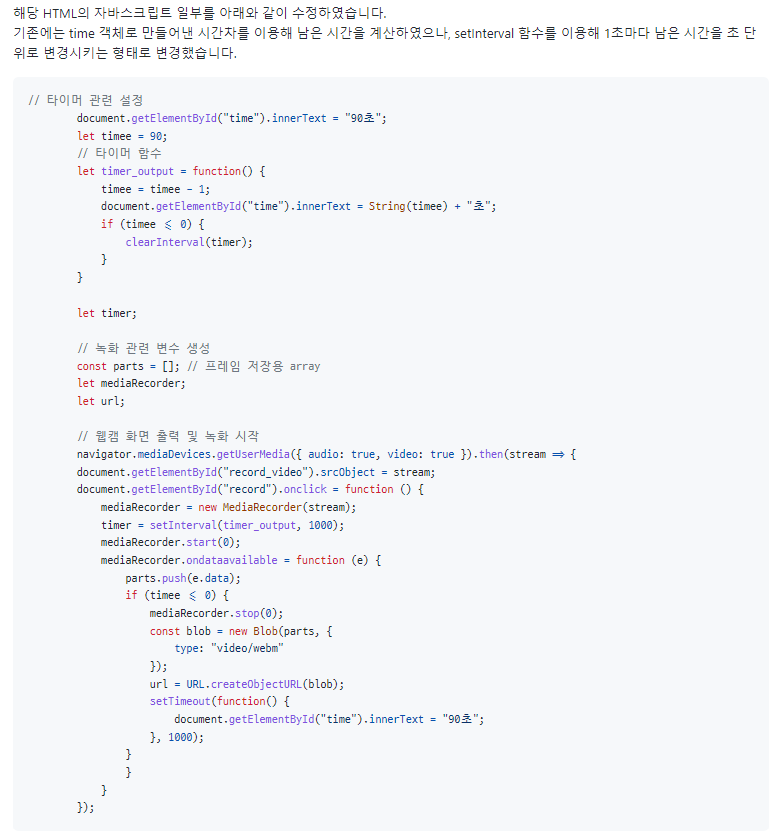 해당 HTML의 자바스크립트 일부를 아래와 같이 수정하였습니다.
기존에는 time 객체로 만들어낸 시간자를 이용해 남은 시간을 계산하였으나, setInterval 함수를 이용해 1초마다 남은 시간을 초 단
위로 변경시키는 형태로 변경했습니다.
// 타이머 관련 설정
document.getElementById("time").innerText = "90초";
let timee = 90;
// 타이머 함수
let timer_output = function() {
timee = timee - 1;
document.getElementById("time").innerText = String(timee) + "초";
if (timee <= 0) {
clearInterval(timer);
}
}
let timer;
// 녹화 관련 변수 생성
const parts = []; // 프레임 저장용 array
let mediaRecorder;
let url;
// 웹캠 화면 출력 및 녹화 시작
navigator.mediaDevices.getUserMedia({ audio: true, video: true }).then(stream => {
document.getElementById("record_video").srcObject = stream;
document.getElementById("record").onclick = function () {
mediaRecorder = new MediaRecorder(stream);
timer = setInterval(timer_output, 1000);
mediaRecorder.start(0);
mediaRecorder.ondataavailable = function (e) {
parts.push(e.data);
if (timee <= 0) {
mediaRecorder.stop(0);
const blob = new Blob(parts, {
type: "video/webm"
});
url = URL.createObjectURL(blob);
setTimeout(function() {
document.getElementById("time").innerText = "90초";
}, 1000);
}
}
}
});